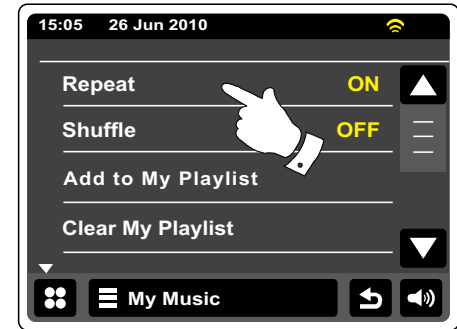 15:05 26 Jun 2010
Repeat ON
Shuffle OFF
Add to My Playlist
Clear My Playlist
My Music